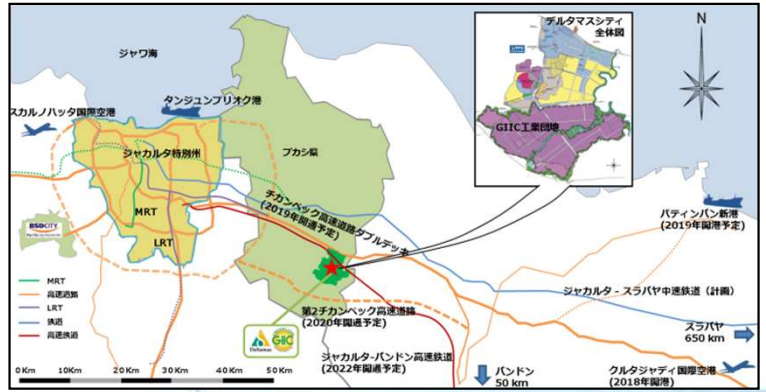 デルタマスシティ
全体図
N
ジャワ海
スカルノハッタ国際空港
タンジュンプリオク港
GIIC工業団地
ジャカルタ特別州
ブカシ県
チカンペック高速道路ダブルデッキ
(2019年開通予定)
パティンバン新港
(2019年開港予定)
MRT
BSDCITY
LRT
MRT
高速道路
LRT
鉄道
高速鉄道
ジャカルタ - スラバヤ中速鉄道（計画）
第2チカンペック高速道路
(2020年開通予定)
スラバヤ
650 km
Deltamas
GIIC
ジャカルタ-バンドン高速鉄道
(2022年開通予定)
バンドン
50 km
クルタジャディ国際空港
(2018年開港)
0 Km
10Km
20 Km
30 Km
40 Km
50 Km